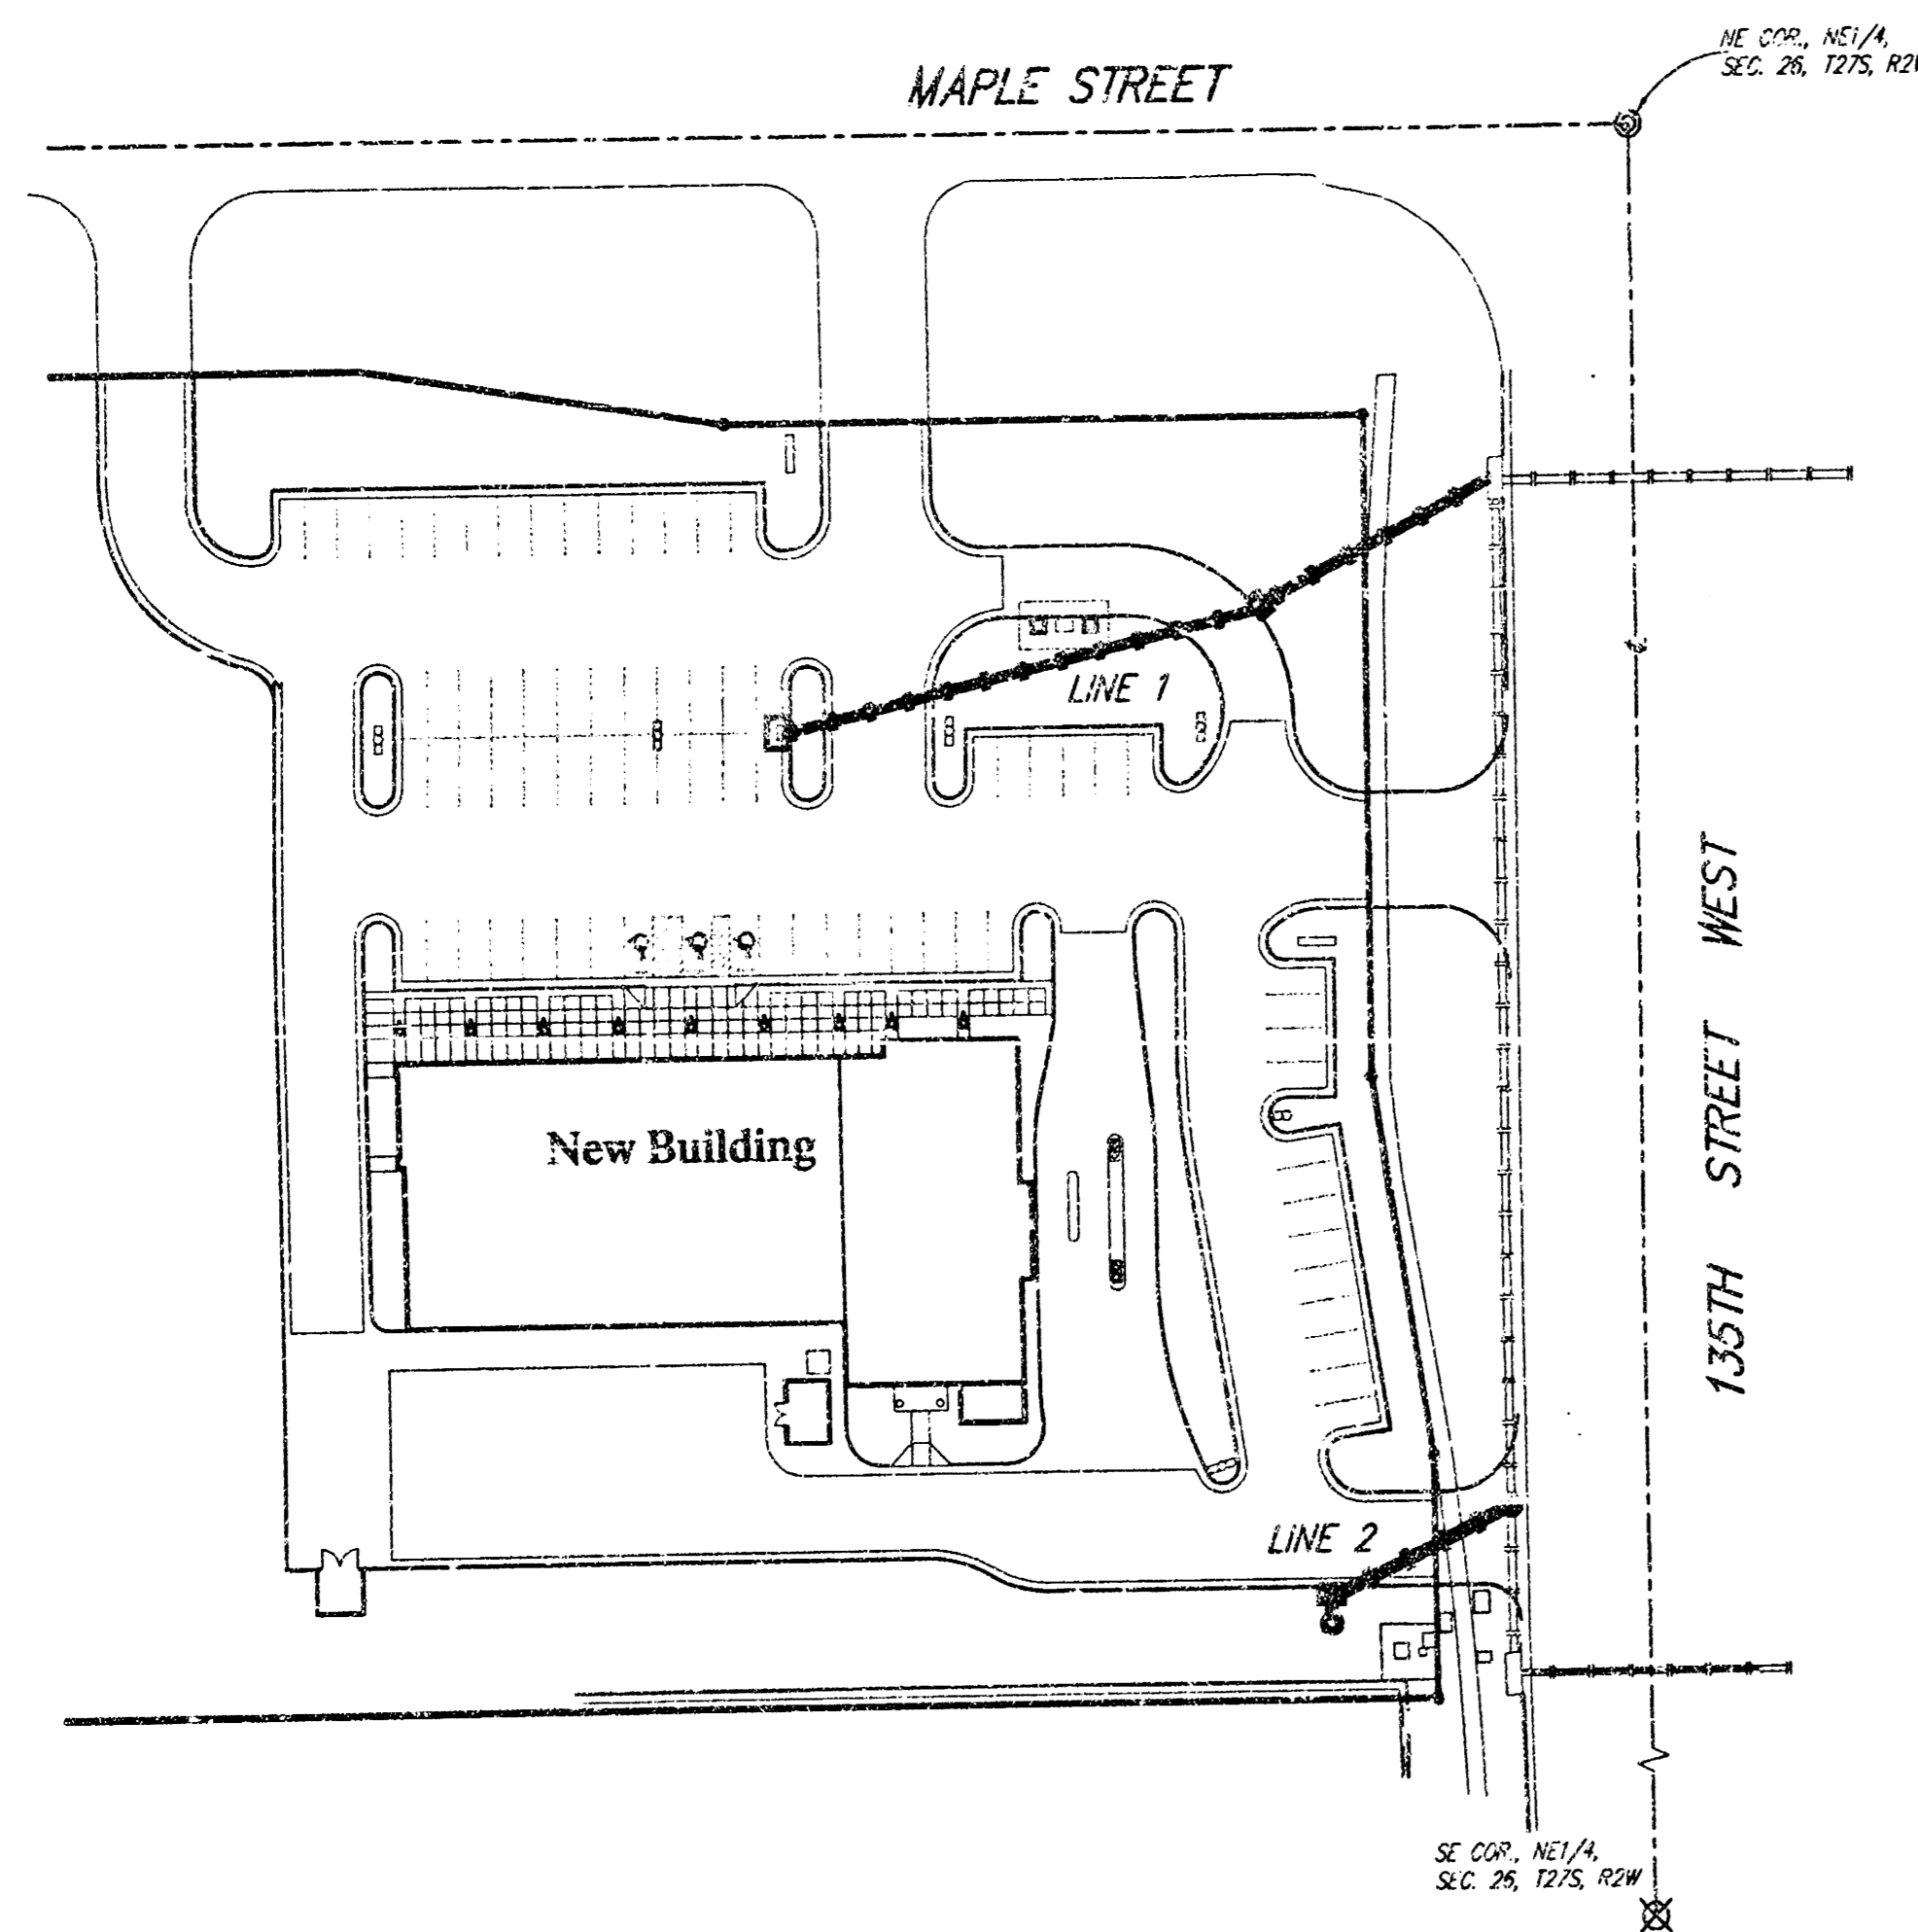 MAPLE STREET
NE COR., NE1/4,
SEC. 26, T27S,
LINE 1
135TH STREET WEST
New Building
LINE 2
SE COR., NE1/4,
SEC. 26, T27S, R2W